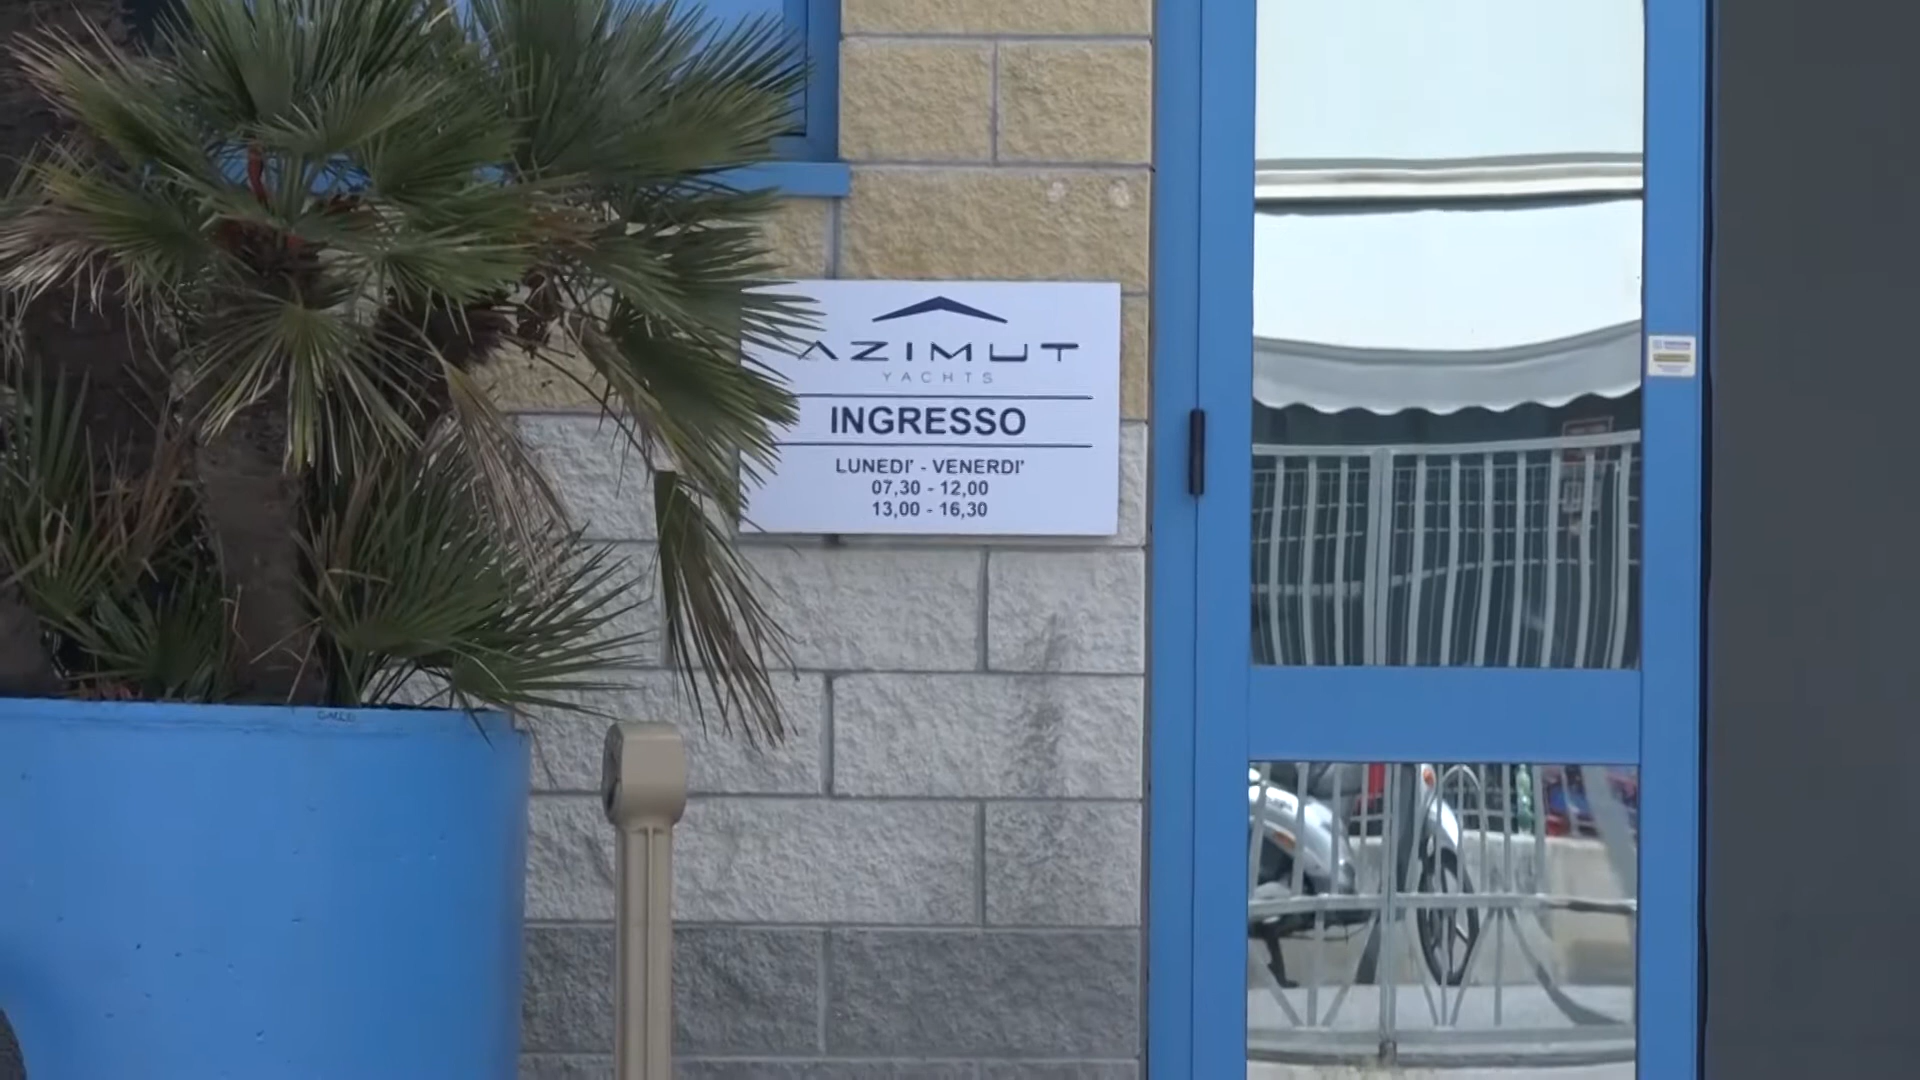 AZIMUT
YACHTS
INGRESSO
LUNEDI' - VENERDI'
07,30 - 12,00
13,00 - 16,30